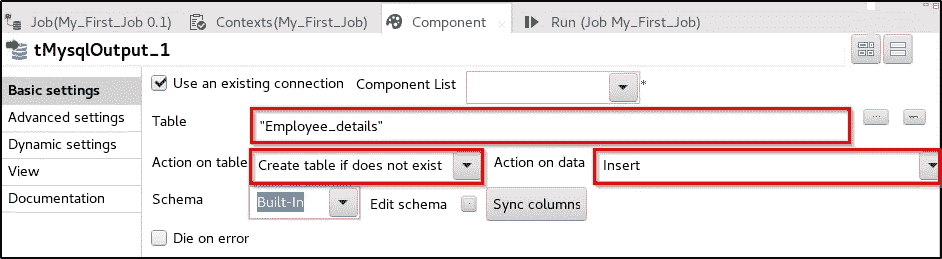 Job(My_First_Job 0.1) Contexts(My_First_Job) Component Run (Job My_First_Job)
tMysqlOutput_1
Basic settings
Advanced settings
Dynamic settings
View
Documentation
Use an existing connection Component List *
Table "Employee_details" ...
Action on table Create table if does not exist Action on data Insert
Schema Built-In Edit schema Sync columns
Die on error